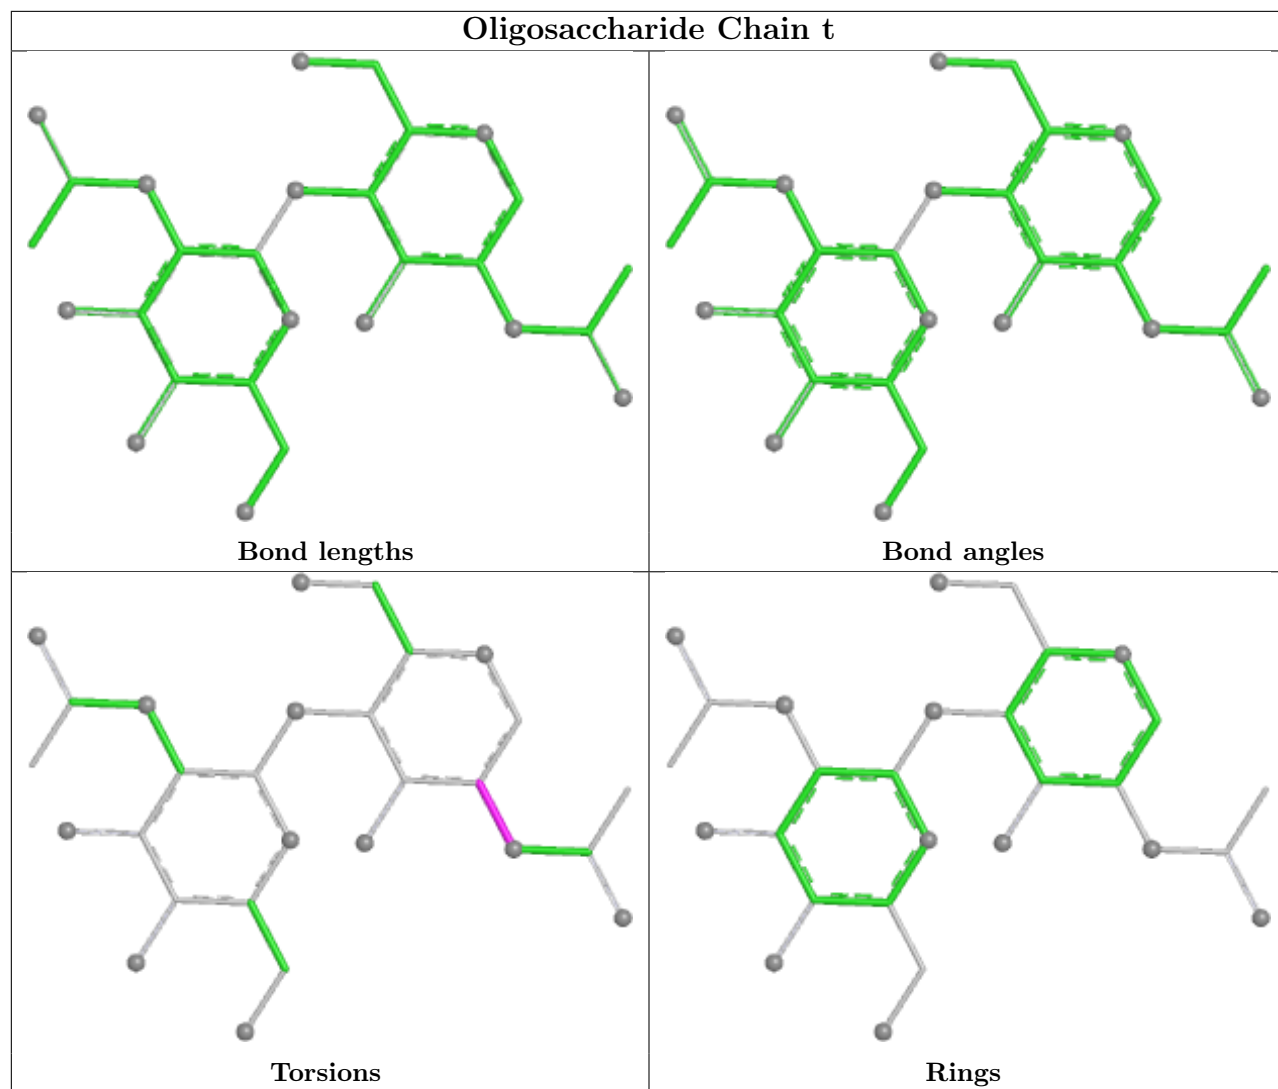 Oligosaccharide Chain t
Bond lengths
Bond angles
Torsions
Rings